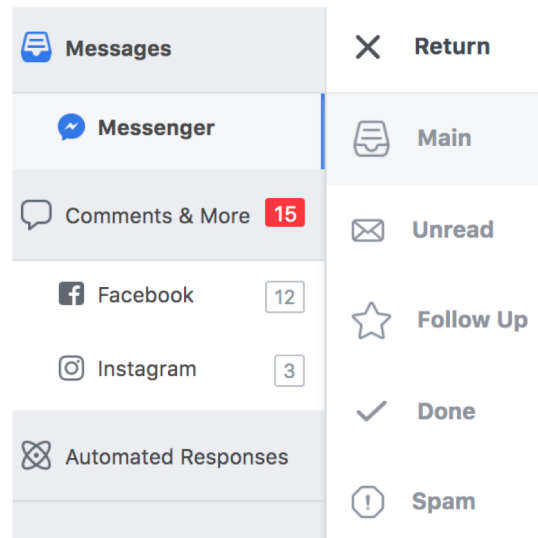 Messages
Messenger
Comments & More 15
Facebook 12
Instagram 3
Automated Responses
Return
Main
Unread
Follow Up
Done
Spam